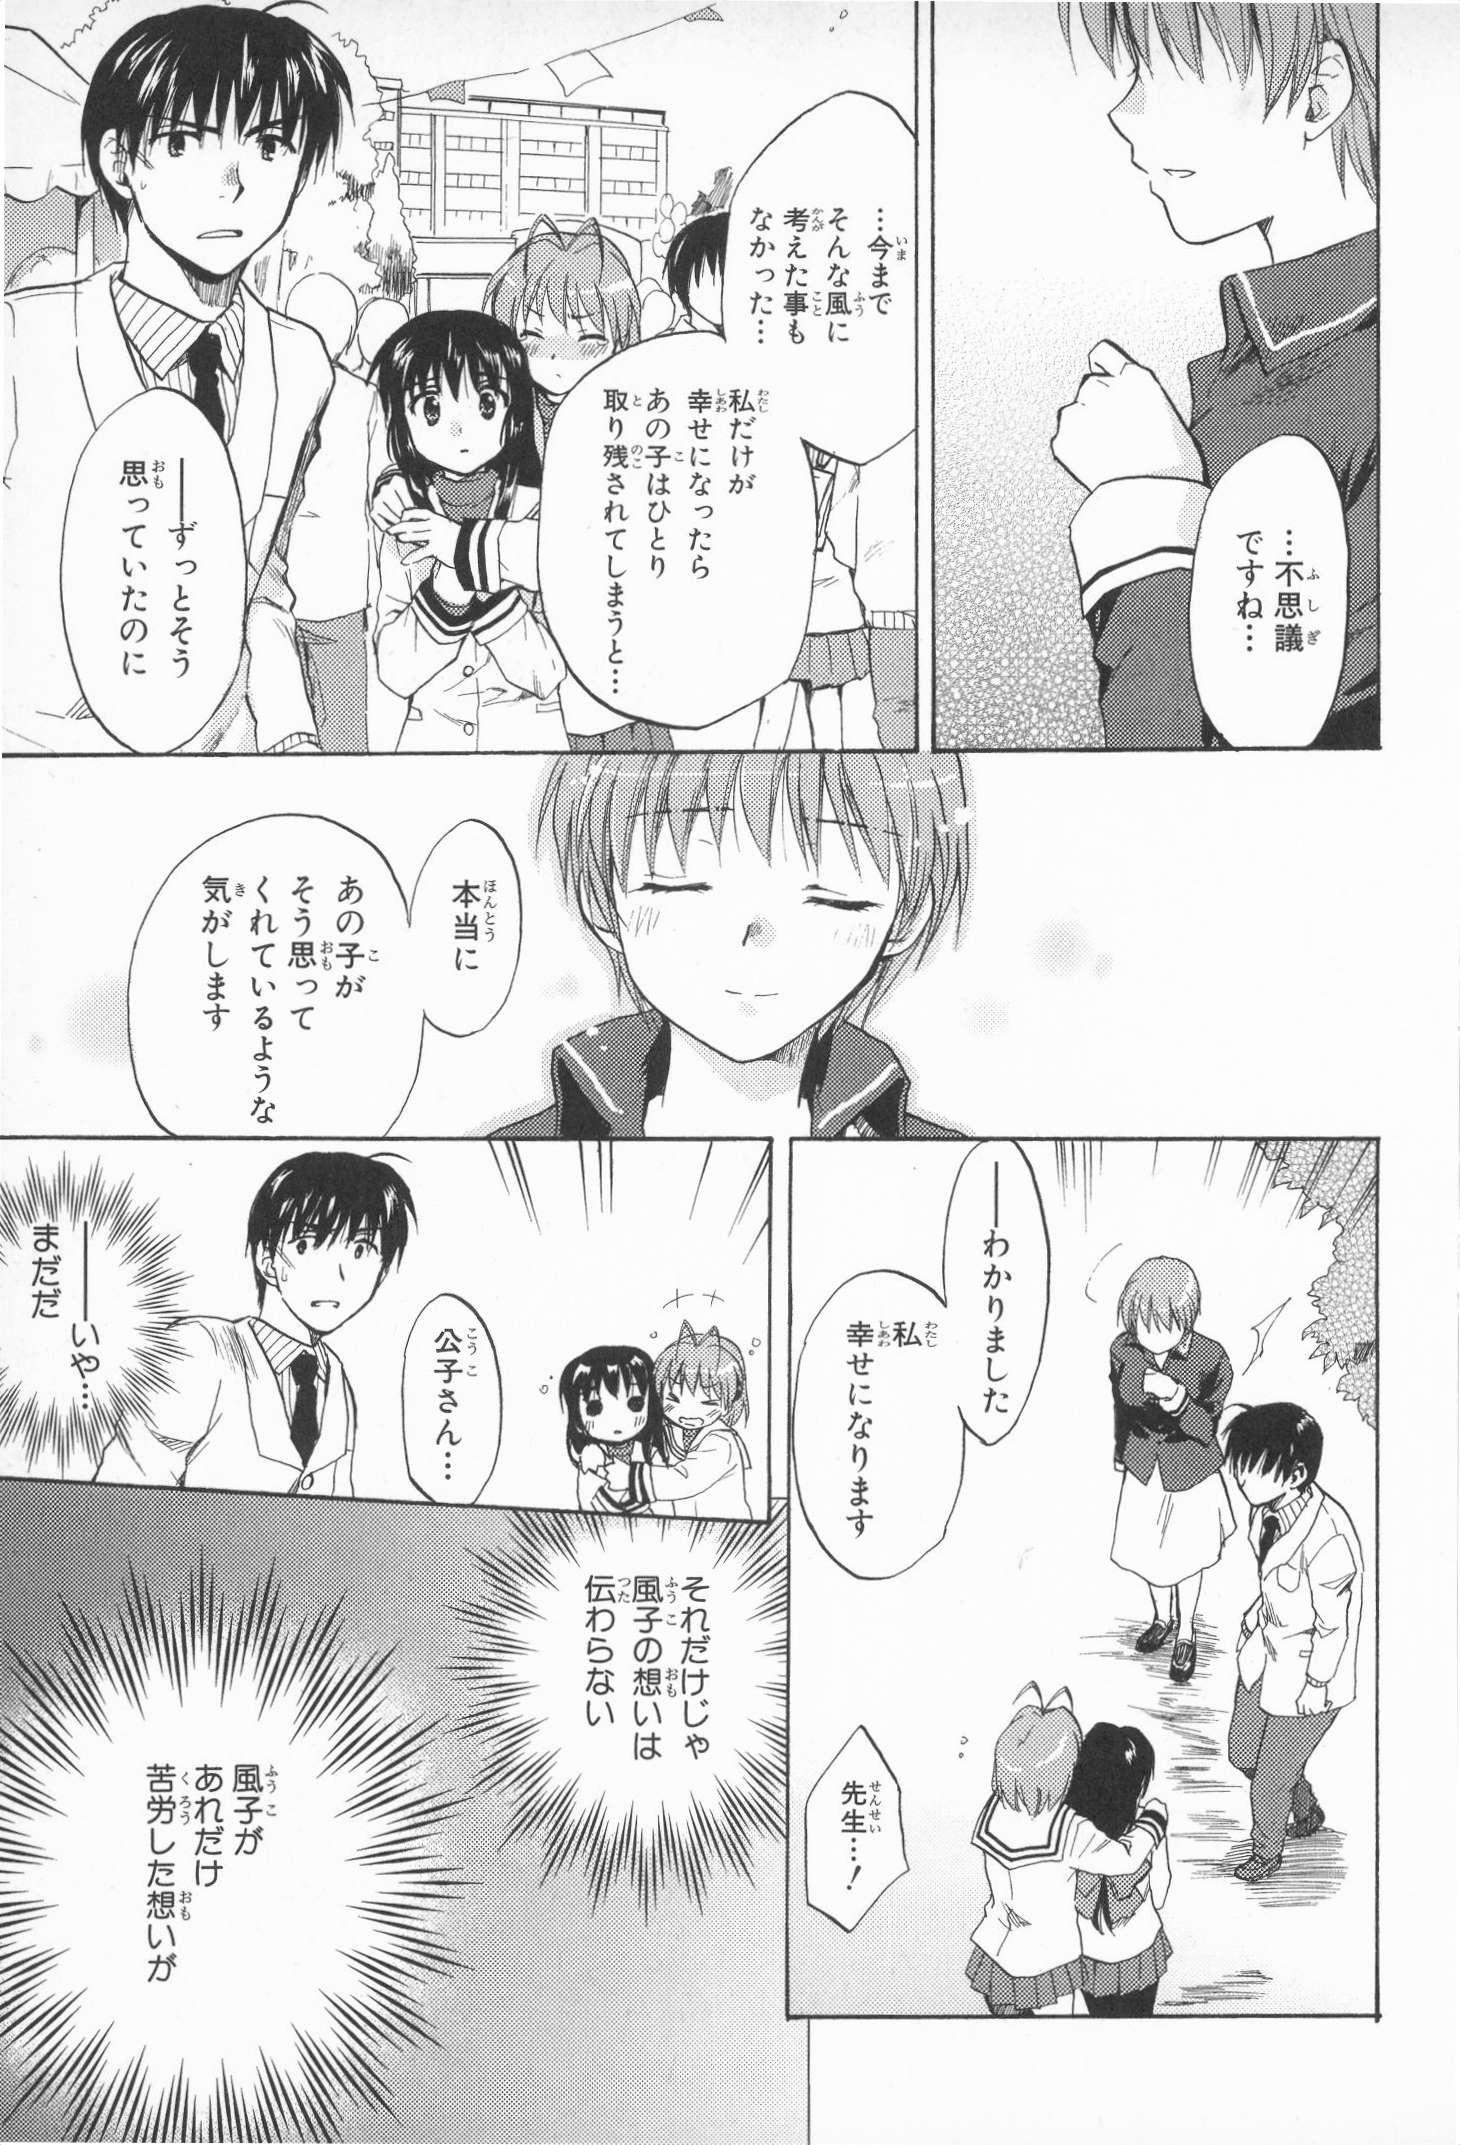 …不思議
ですね…
…今まで
そんな風に
考えた事も
なかった…
私だけが
幸せになったら
あの子はひとり
取り残されてしまうと…
――ずっとそう
思っていたのに
本当に
あの子が
そう思って
くれているような
気がします
――わかりました
私
幸せになります
先生…！
公子さん…
――いや…
まだだ
それだけじゃ
風子の想いは
伝わらない
風子が
あれだけ
苦労した想いが